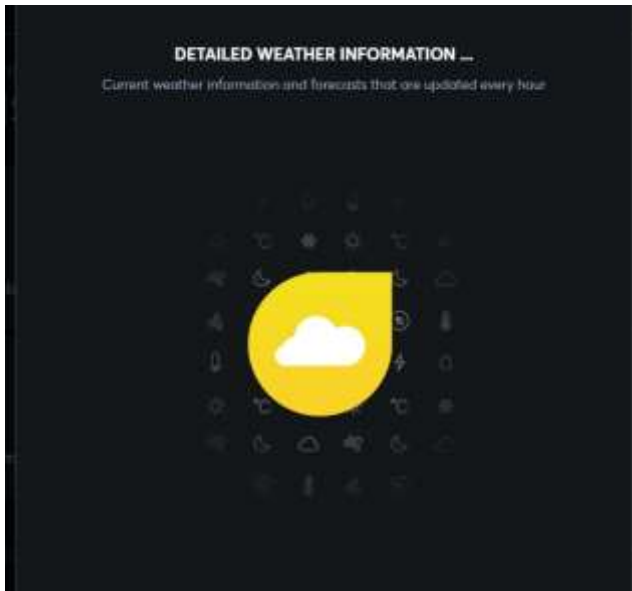 DETAILED WEATHER INFORMATION ...
Current weather information and forecasts that are updated every hour
°C
°C
°C
°C